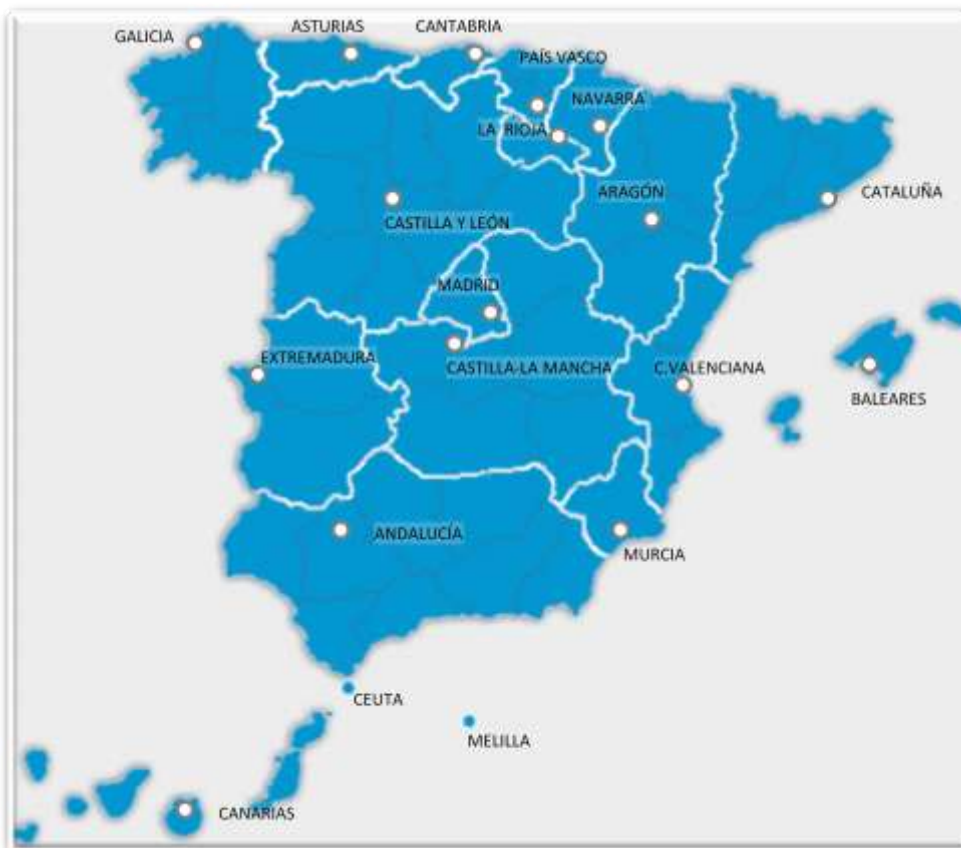 ASTURIAS
CANTABRIA
GALICIA
PAÍS VASCO
NAVARRA
LA RIOJA
ARAGÓN
CATALUÑA
CASTILLA Y LEÓN
MADRID
EXTREMADURA
CASTILLA-LA MANCHA
C.VALENCIANA
BALEARES
ANDALUCÍA
MURCIA
CEUTA
MELILLA
CANARIAS